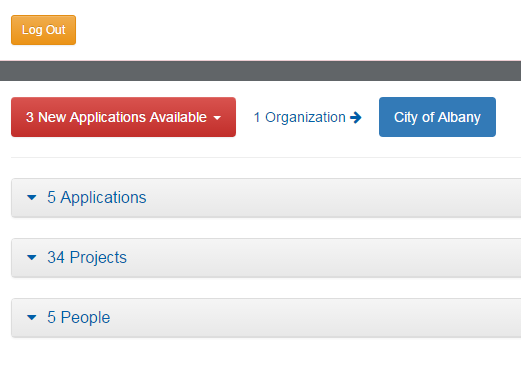 Log Out
3 New Applications Available
1 Organization
City of Albany
5 Applications
34 Projects
5 People